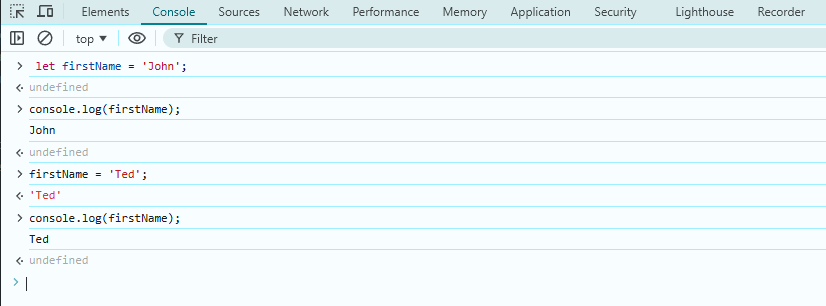 Elements Console Sources Network Performance Memory Application Security Lighthouse Recorder
top Filter
let firstName = 'John';
undefined
console.log(firstName);
John
undefined
firstName = 'Ted';
'Ted'
console.log(firstName);
Ted
undefined